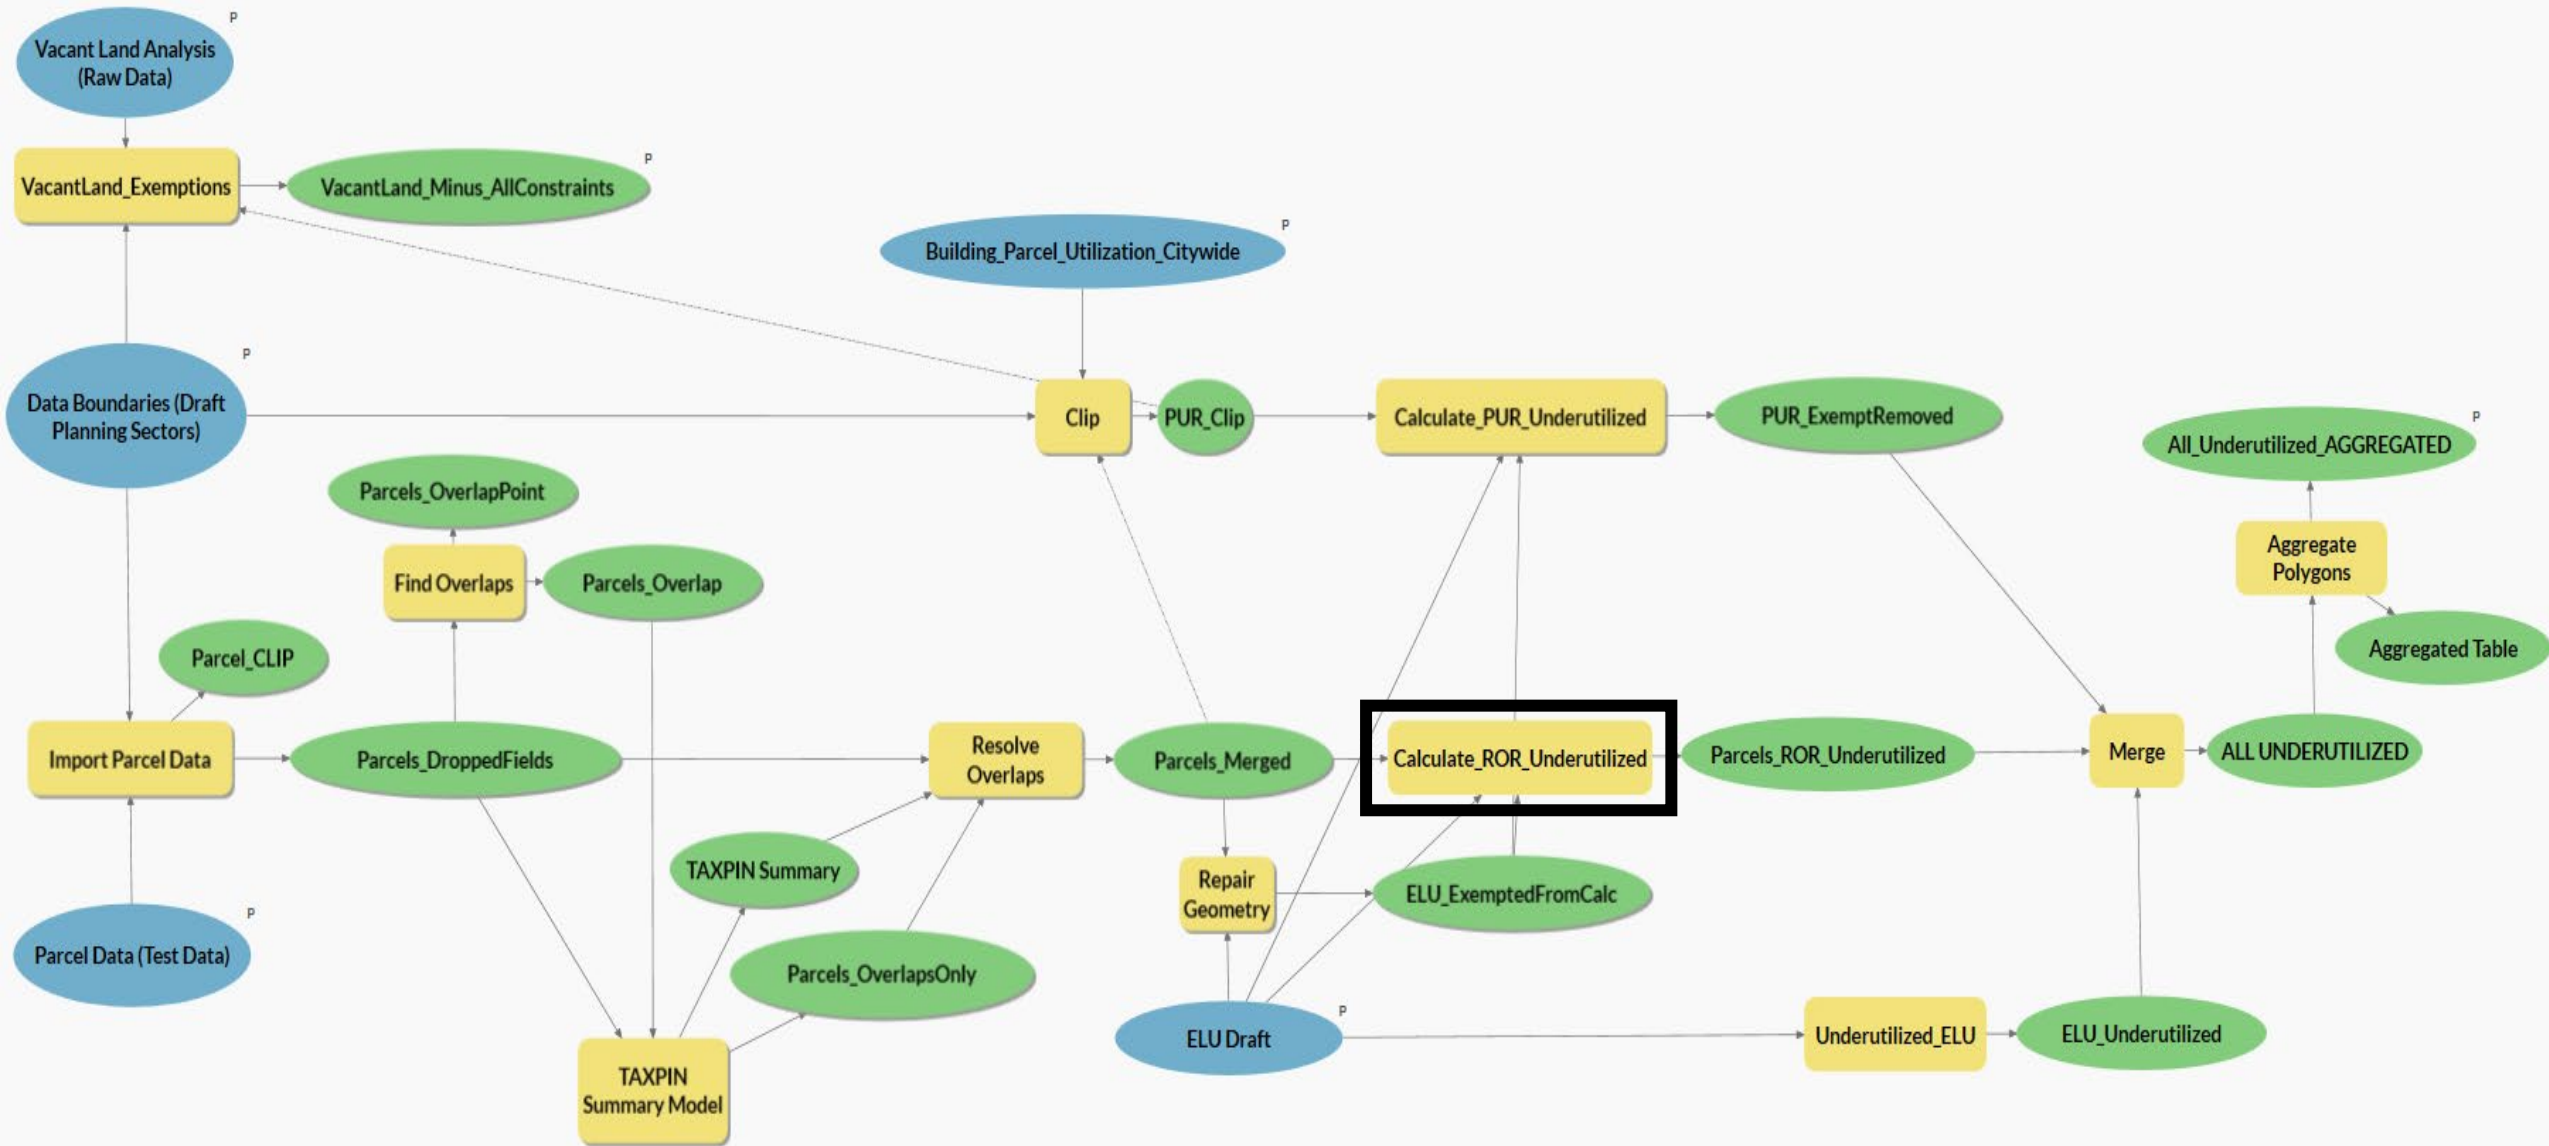 P
Vacant Land Analysis
(Raw Data)
VacantLand_Exemptions
P
VacantLand_Minus_AllConstraints
P
Building_Parcel_Utilization_Citywide
P
Data Boundaries (Draft
Planning Sectors)
Clip
PUR_Clip
Calculate_PUR_Underutilized
PUR_ExemptRemoved
P
All_Underutilized_AGGREGATED
Parcels_OverlapPoint
Find Overlaps
Parcels_Overlap
Aggregate
Polygons
Aggregated Table
Parcel_CLIP
Import Parcel Data
Parcels_DroppedFields
Resolve
Overlaps
Parcels_Merged
Calculate_ROR_Underutilized
Parcels_ROR_Underutilized
Merge
ALL UNDERUTILIZED
TAXPIN Summary
Repair
Geometry
ELU_ExemptedFromCalc
P
Parcel Data (Test Data)
Parcels_OverlapsOnly
P
ELU Draft
Underutilized_ELU
ELU_Underutilized
TAXPIN
Summary Model